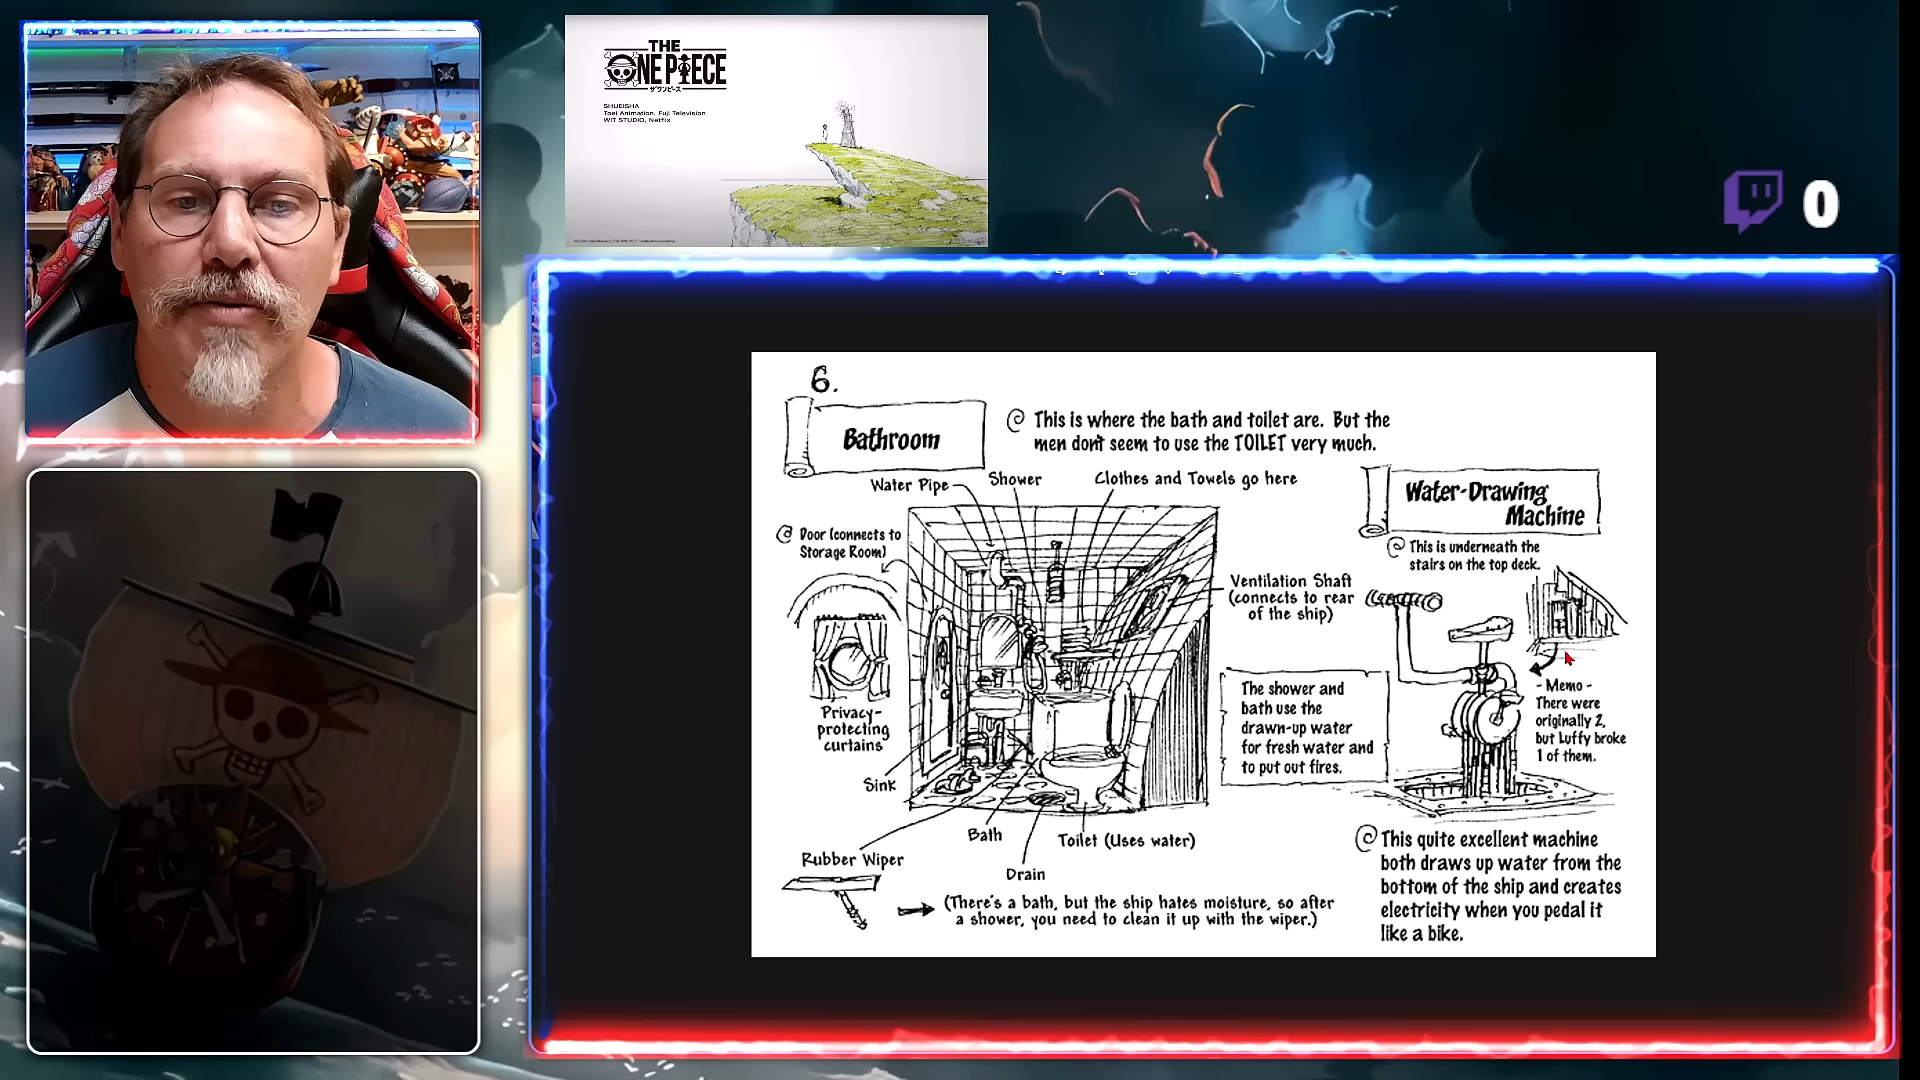 THE
ONE PIECE
ザワンピース
SHUEISHA
Toei Animation, Fuji Television
WIT STUDIO, Netflix
0
6.
Bathroom
This is where the bath and toilet are. But the
men don't seem to use the TOILET very much.
Water Pipe
Shower
Clothes and Towels go here
Door (connects to
Storage Room)
Privacy-
protecting
curtains
Sink
Rubber Wiper
Bath
Drain
Toilet (Uses water)
Ventilation Shaft
(connects to rear
of the ship)
The shower and
bath use the
drawn-up water
for fresh water and
to put out fires.
(There's a bath, but the ship hates moisture, so after
a shower, you need to clean it up with the wiper.)
Water-Drawing
Machine
This is underneath the
stairs on the top deck.
- Memo -
There were
originally 2,
but Luffy broke
1 of them.
This quite excellent machine
both draws up water from the
bottom of the ship and creates
electricity when you pedal it
like a bike.